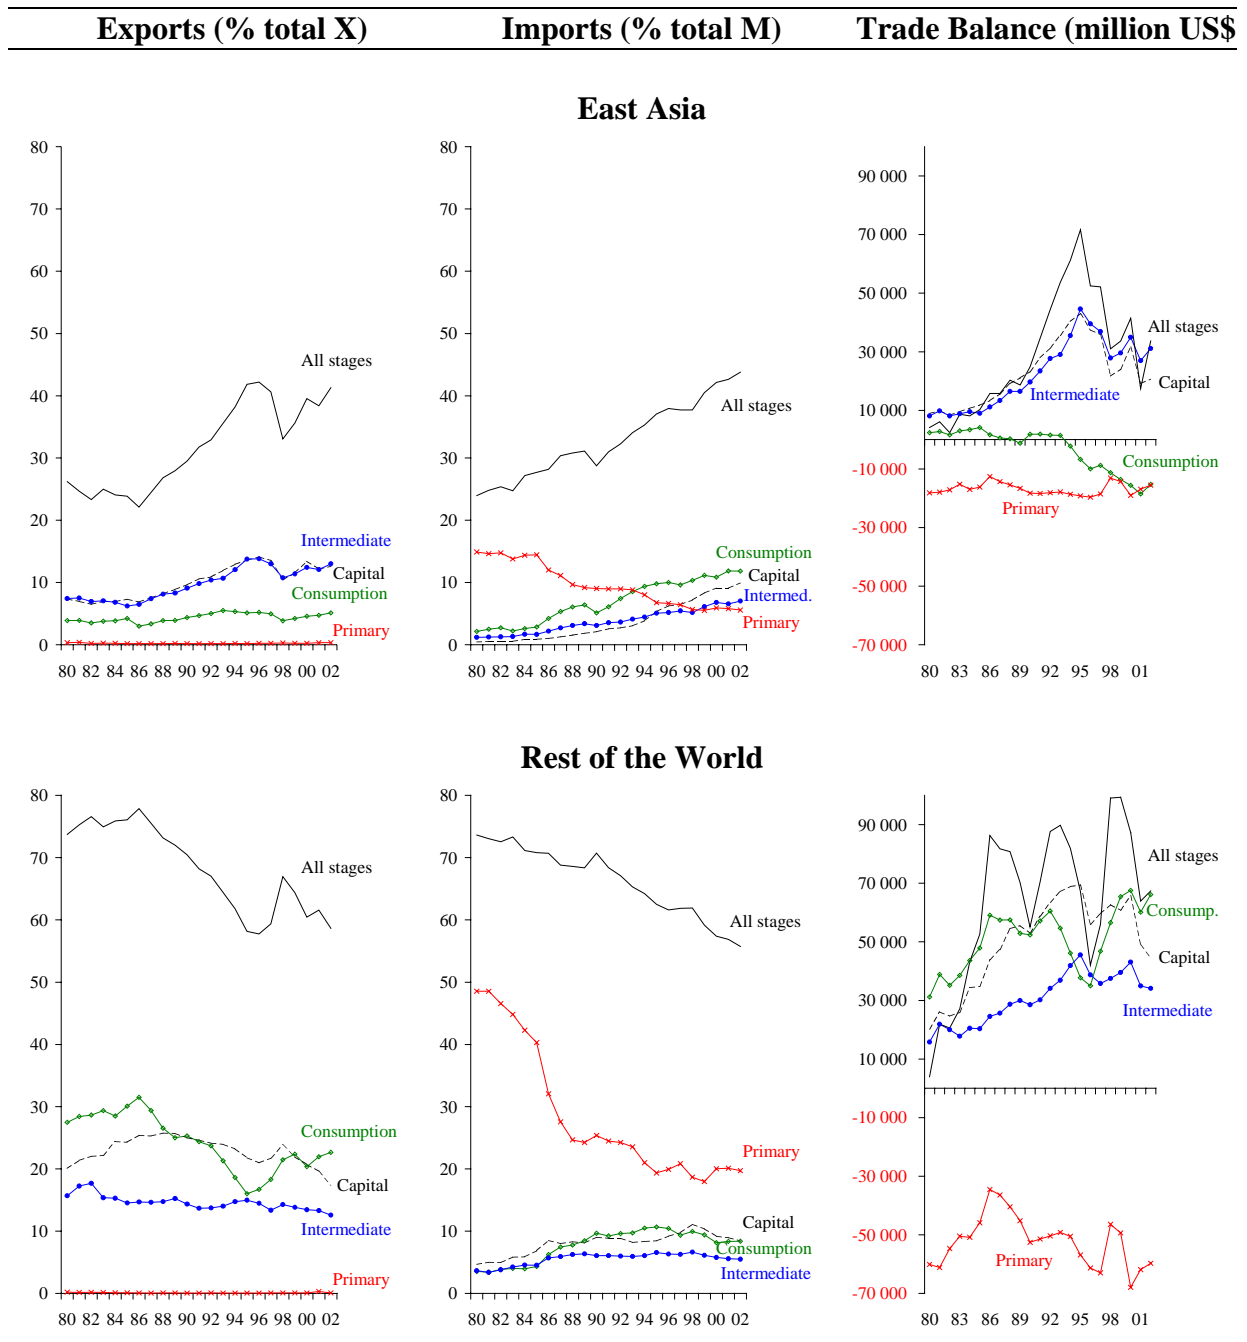 Exports (% total X) Imports (% total M) Trade Balance (million US$
East Asia
80 80
90 000
70 70
70 000
60 60
50 000
50 50
All stages
30 000
40 40
All stages
All stages
Capital
Intermediate
10 000
30 30
-10 000
Consumption
20 20
Primary
-30 000
Intermediate
Consumption
-50 000
10 10
Capital
Capital
Consumption
Intermed.
Primary
Primary
0 0
-70 000
80 82 84 86 88 90 92 94 96 98 00 02 80 82 84 86 88 90 92 94 96 98 00 02 80 83 86 89 92 95 98 01
Rest of the World
80 80
90 000
70 70
All stages
All stages
70 000
Consump.
60 60
All stages
50 000
Capital
50 50
30 000
Intermediate
40 40
10 000
30 30
-10 000
Consumption
Primary
-30 000
20 20
Capital
-50 000
Intermediate
Capital
10 10
Consumption
Primary
Primary
Intermediate
0 0
-70 000
80 82 84 86 88 90 92 94 96 98 00 02 80 82 84 86 88 90 92 94 96 98 00 02 80 83 86 89 92 95 98 01